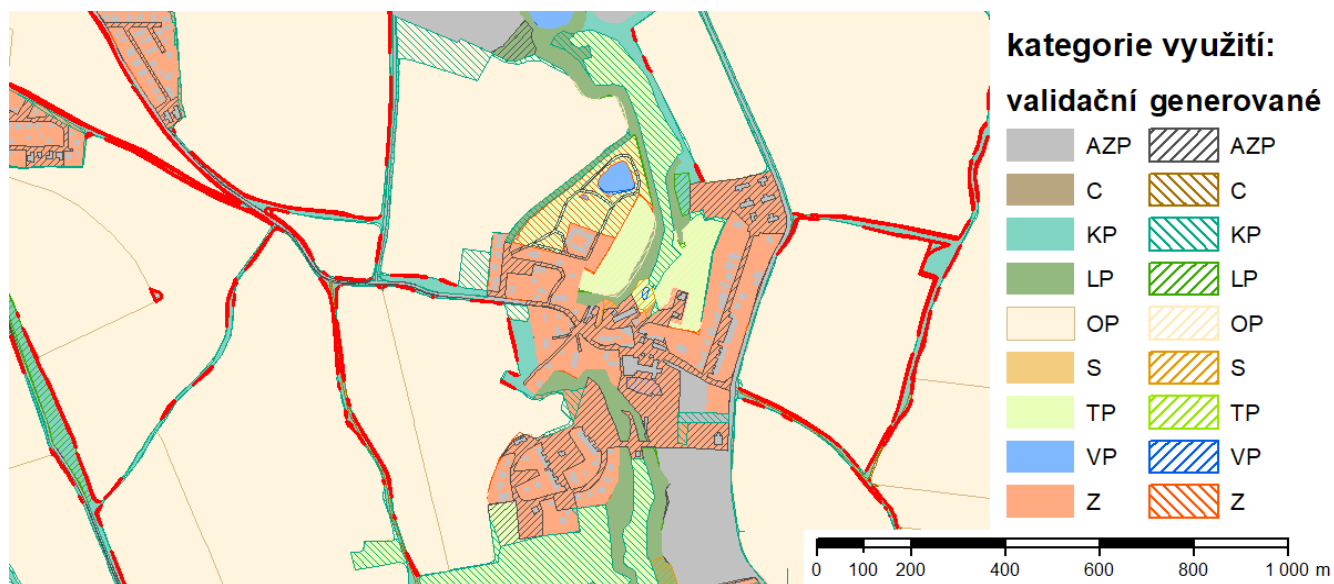 kategorie využití:
validační generované
AZP AZP
C C
KP KP
LP LP
OP OP
S S
TP TP
VP VP
Z Z
0 100 200 400 600 800 1 000 m